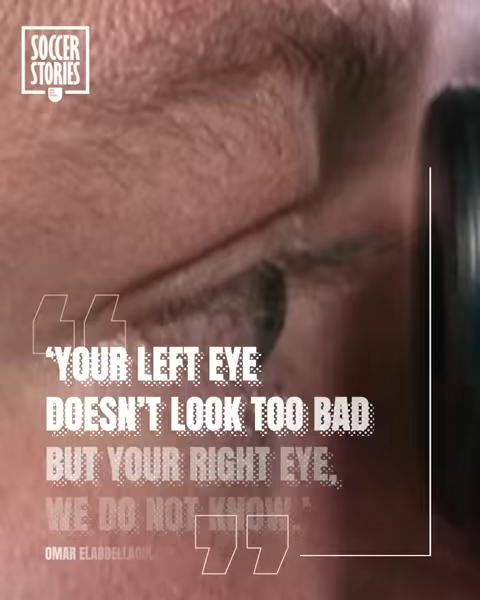 SOCCER
STORIES
“
‘YOUR LEFT EYE
DOESN’T LOOK TOO BAD
BUT YOUR RIGHT EYE,
WE DO NOT KNOW.’
”
OMAR ELABDELLAOUI